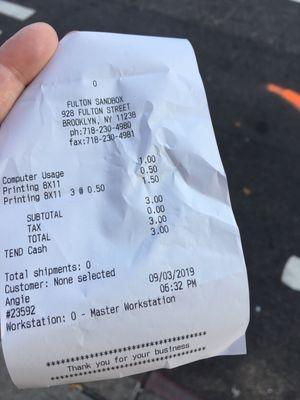 0
FULTON SANDBOX
928 FULTON STREET
BROOKLYN, NY 11238
ph:718-230-4980
fax:718-230-4981
Computer Usage 1.00
Printing 8X11 0.50
Printing 8X11 3 @ 0.50 1.50
SUBTOTAL 3.00
TAX 0.00
TOTAL 3.00
TEND Cash 3.00
Total shipments: 0
Customer: None selected 09/03/2019
Angie 06:32 PM
#23592
Workstation: 0 - Master Workstation
***********************************
Thank you for your business
***********************************